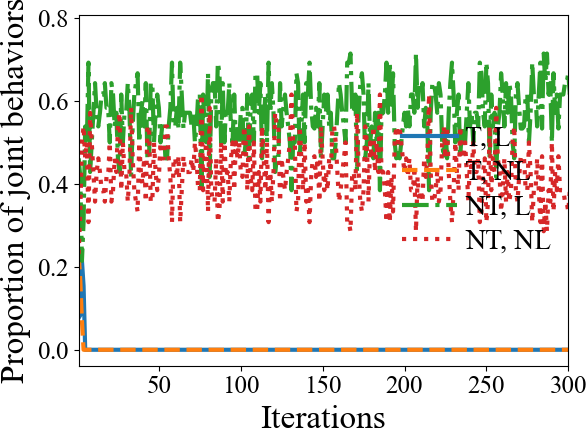 Proportion of joint behaviors
0.8
0.6
0.4
0.2
0.0
T, L
T, NL
NT, L
NT, NL
50
100
150
200
250
300
Iterations